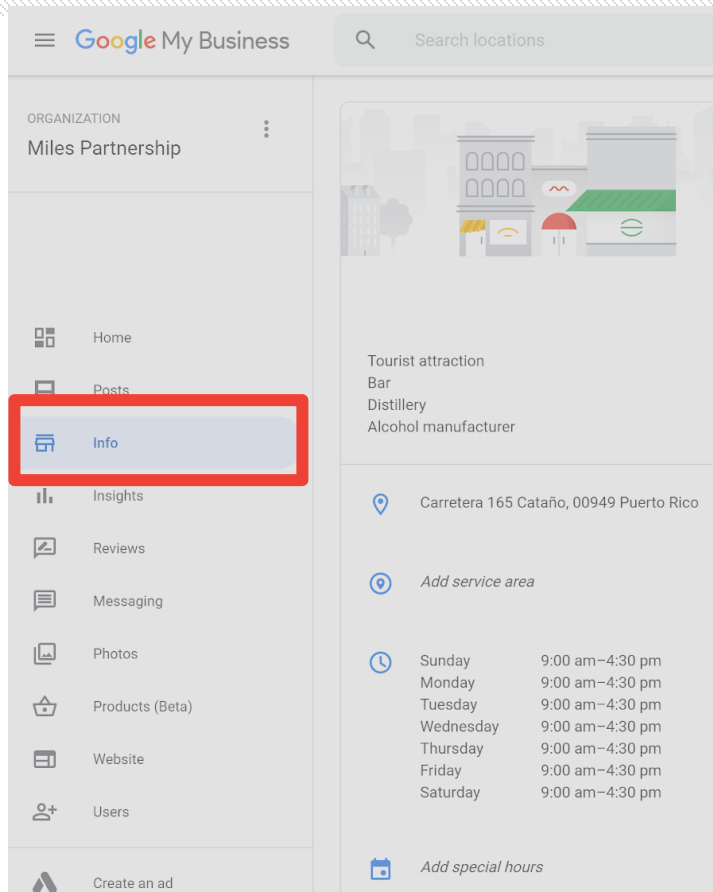 Google My Business
Search locations
ORGANIZATION
Miles Partnership
Home
Posts
Info
Insights
Reviews
Messaging
Photos
Products (Beta)
Website
Users
Create an ad
Tourist attraction
Bar
Distillery
Alcohol manufacturer
Carretera 165 Cataño, 00949 Puerto Rico
Add service area
Sunday 9:00 am–4:30 pm
Monday 9:00 am–4:30 pm
Tuesday 9:00 am–4:30 pm
Wednesday 9:00 am–4:30 pm
Thursday 9:00 am–4:30 pm
Friday 9:00 am–4:30 pm
Saturday 9:00 am–4:30 pm
Add special hours